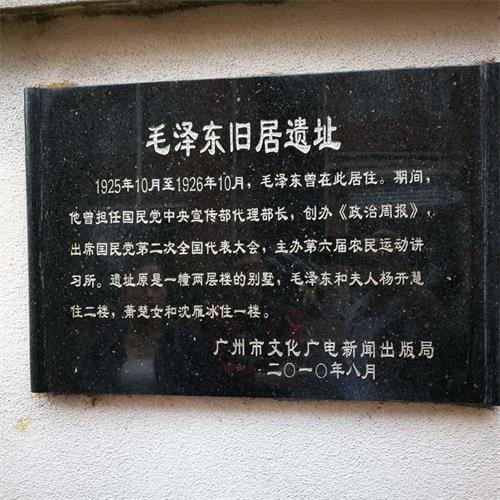 毛泽东旧居遗址
1925年10月至1926年10月，毛泽东曾在此居住。期间，
他曾担任国民党中央宣传部代理部长，创办《政治周报》，
出席国民党第二次全国代表大会，主办第六届农民运动讲
习所。遗址原是一幢两层楼的别墅，毛泽东和夫人杨开慧
住二楼，萧楚女和沈雁冰住一楼。
广州市文化广电新闻出版局
二〇一〇年八月